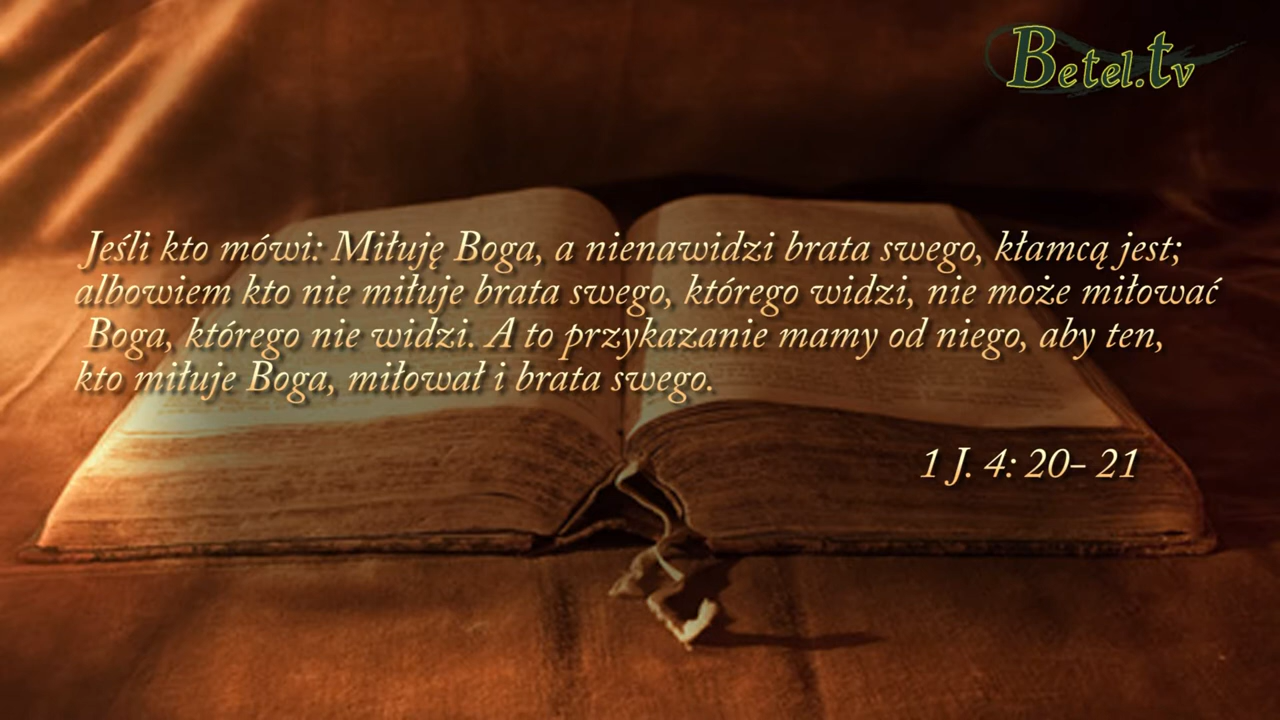 Betel.tv
Jeśli kto mówi: Miłuję Boga, a nienawidzi brata swego, kłamcą jest;
albowiem kto nie miłuje brata swego, którego widzi, nie może miłować
Boga, którego nie widzi. A to przykazanie mamy od niego, aby ten,
kto miłuje Boga, miłował i brata swego.
1 J. 4: 20- 21